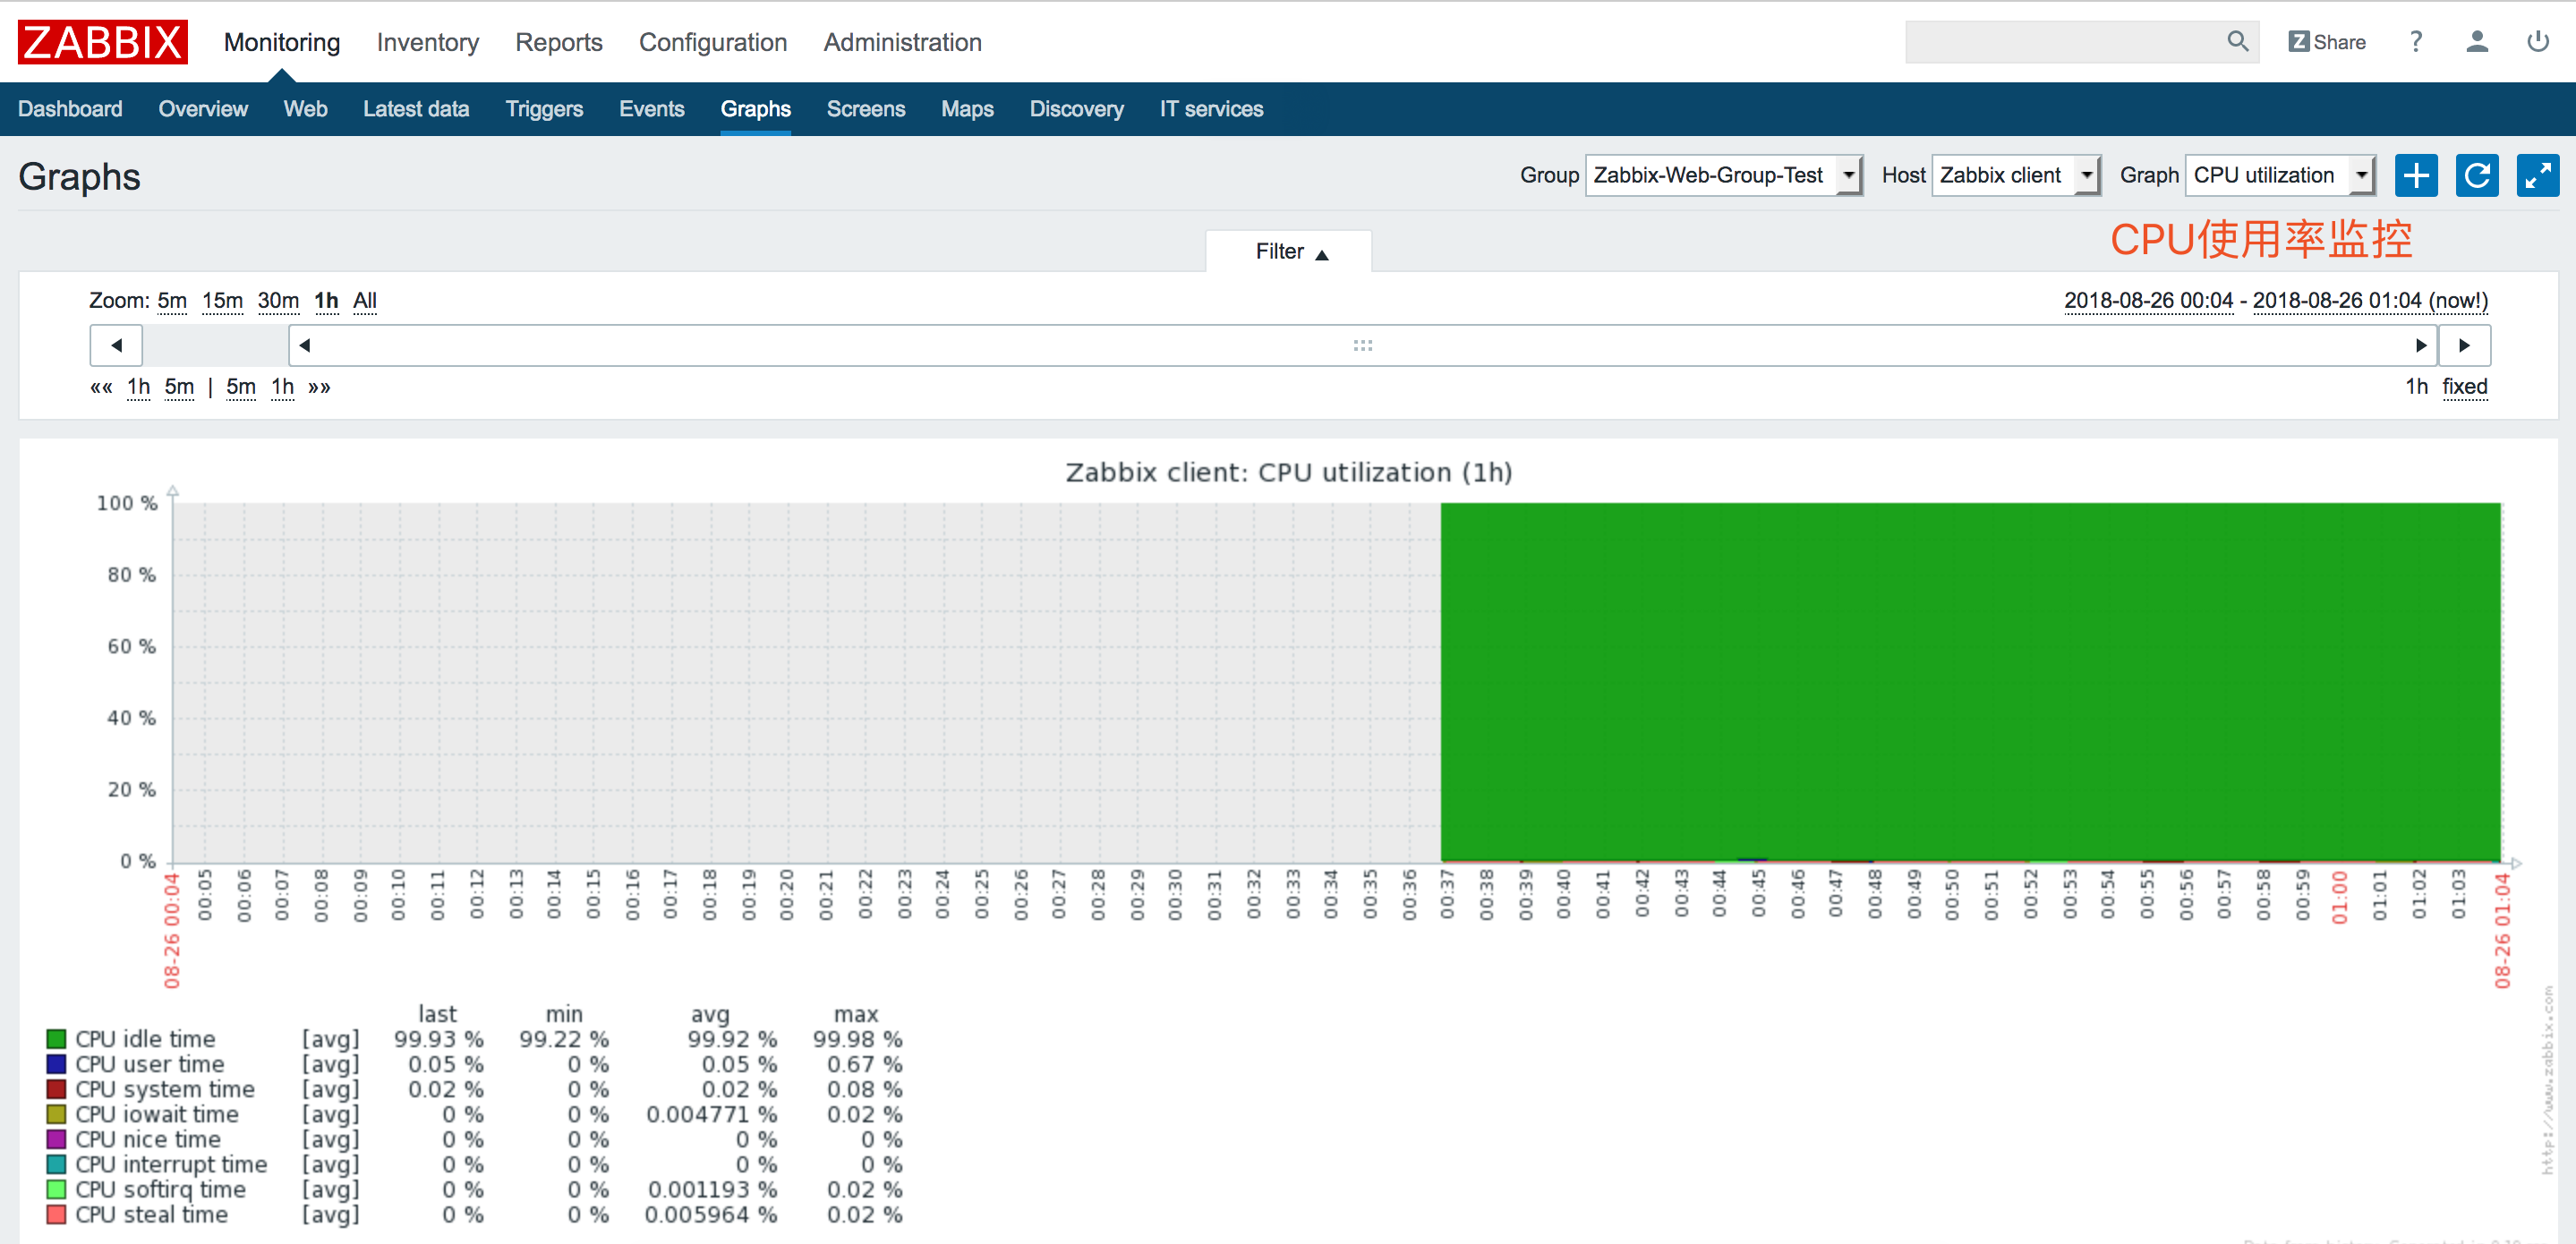 ZABBIX Monitoring Inventory Reports Configuration Administration Z Share ?
Dashboard Overview Web Latest data Triggers Events Graphs Screens Maps Discovery IT services
Graphs Group Zabbix-Web-Group-Test Host Zabbix client Graph CPU utilization
CPU使用率监控
Filter ▲
Zoom: 5m 15m 30m 1h All 2018-08-26 00:04 - 2018-08-26 01:04 (now!)
«« 1h 5m | 5m 1h »» 1h fixed
Zabbix client: CPU utilization (1h)
100 %
80 %
60 %
40 %
20 %
0 %
08-26 00:04 00:05 00:06 00:07 00:08 00:09 00:10 00:11 00:12 00:13 00:14 00:15 00:16 00:17 00:18 00:19 00:20 00:21 00:22 00:23 00:24 00:25 00:26 00:27 00:28 00:29 00:30 00:31 00:32 00:33 00:34 00:35 00:36 00:37 00:38 00:39 00:40 00:41 00:42 00:43 00:44 00:45 00:46 00:47 00:48 00:49 00:50 00:51 00:52 00:53 00:54 00:55 00:56 00:57 00:58 00:59 01:00 01:01 01:02 01:03 08-26 01:04
http://www.zabbix.com
last min avg max
CPU idle time [avg] 99.93 % 99.22 % 99.92 % 99.98 %
CPU user time [avg] 0.05 % 0 % 0.05 % 0.67 %
CPU system time [avg] 0.02 % 0 % 0.02 % 0.08 %
CPU iowait time [avg] 0 % 0 % 0.004771 % 0.02 %
CPU nice time [avg] 0 % 0 % 0 % 0 %
CPU interrupt time [avg] 0 % 0 % 0 % 0 %
CPU softirq time [avg] 0 % 0 % 0.001193 % 0.02 %
CPU steal time [avg] 0 % 0 % 0.005964 % 0.02 %